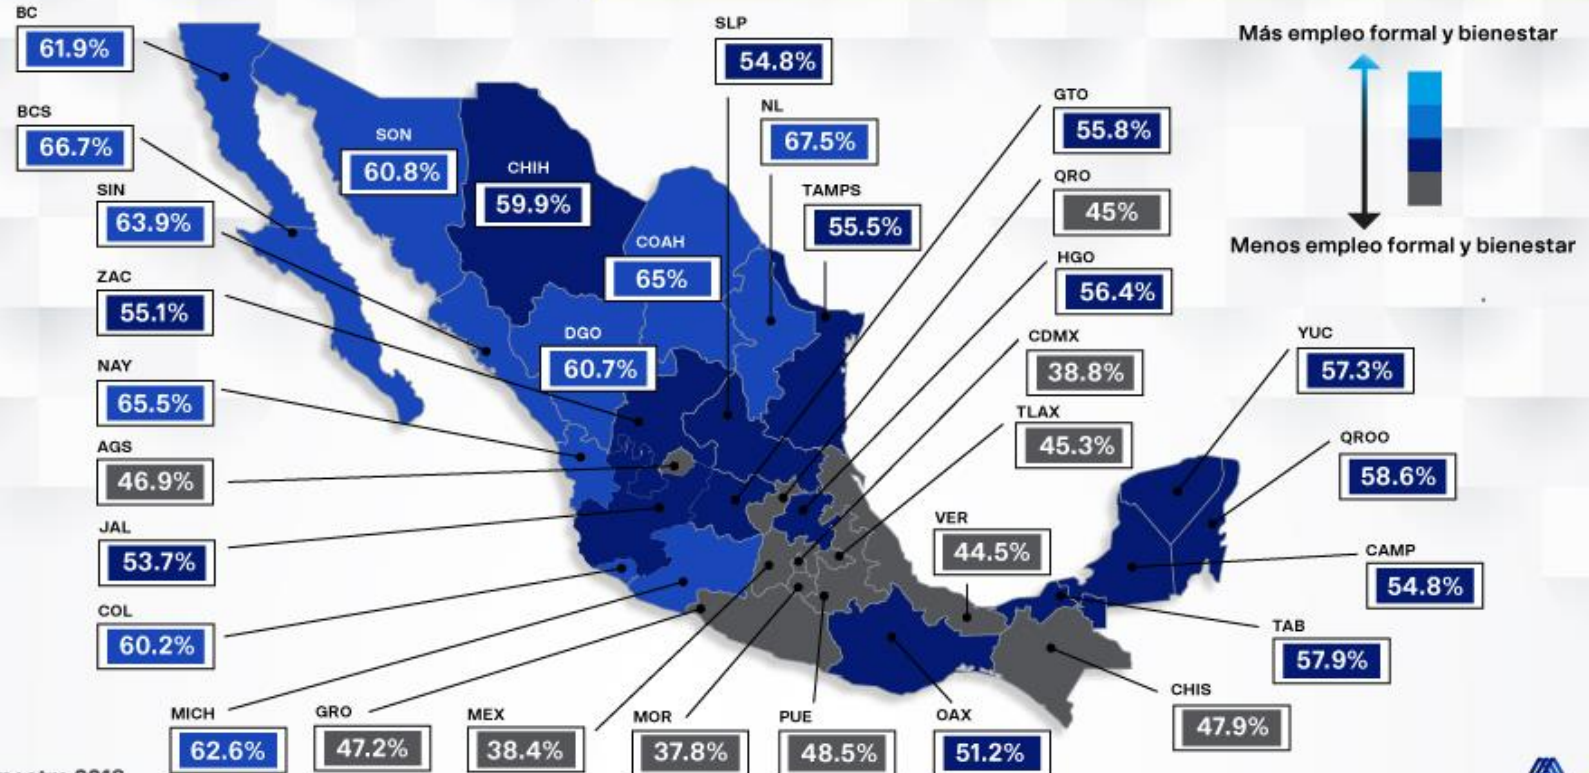 BC
61.9%
BCS
66.7%
SIN
63.9%
ZAC
55.1%
NAY
65.5%
AGS
46.9%
JAL
53.7%
COL
60.2%
MICH
62.6%
GRO
47.2%
MEX
38.4%
MOR
37.8%
PUE
48.5%
OAX
51.2%
SON
60.8%
CHIH
59.9%
COAH
65%
DGO
60.7%
SLP
54.8%
NL
67.5%
TAMPS
55.5%
GTO
55.8%
QRO
45%
HGO
56.4%
CDMX
38.8%
TLAX
45.3%
VER
44.5%
YUC
57.3%
QROO
58.6%
CAMP
54.8%
TAB
57.9%
CHIS
47.9%
Más empleo formal y bienestar
Menos empleo formal y bienestar